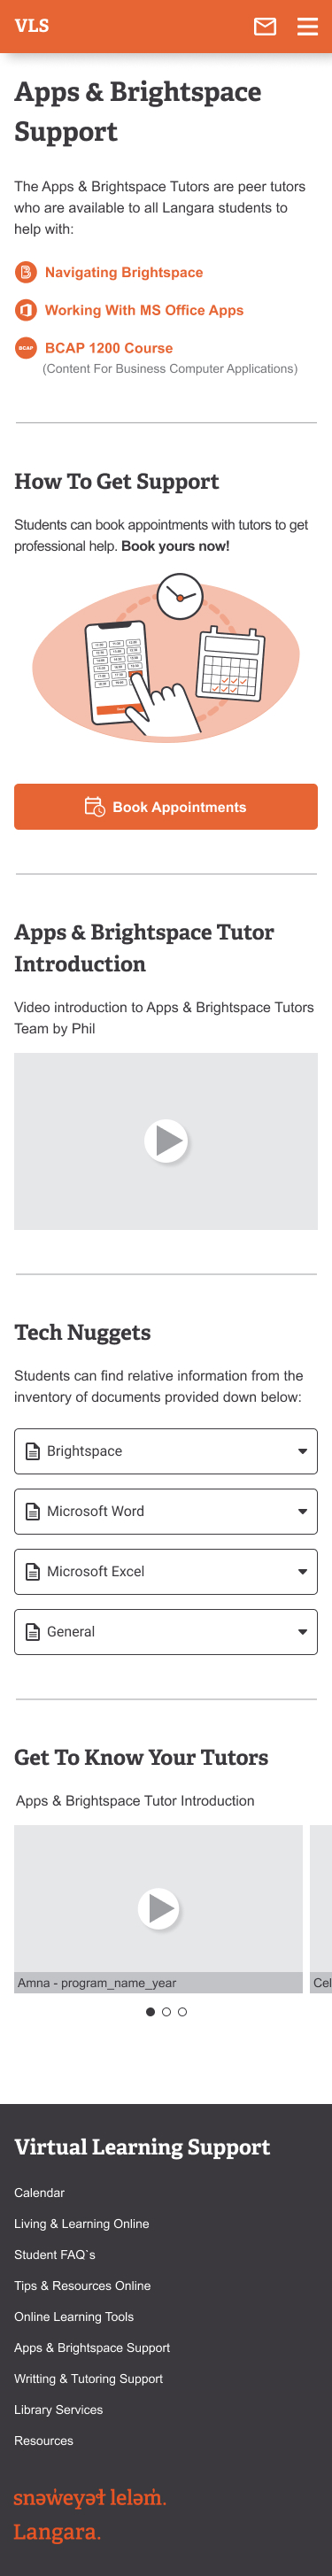 VLS
Apps & Brightspace
Support
The Apps & Brightspace Tutors are peer tutors
who are available to all Langara students to
help with:
Navigating Brightspace
Working With MS Office Apps
BCAP
BCAP 1200 Course
(Content For Business Computer Applications)
How To Get Support
Students can book appointments with tutors to get
professional help. Book yours now!
Book Appointments
Apps & Brightspace Tutor
Introduction
Video introduction to Apps & Brightspace Tutors
Team by Phil
Tech Nuggets
Students can find relative information from the
inventory of documents provided down below:
Brightspace
Microsoft Word
Microsoft Excel
General
Get To Know Your Tutors
Apps & Brightspace Tutor Introduction
Amna - program_name_year
Cel
Virtual Learning Support
Calendar
Living & Learning Online
Student FAQ`s
Tips & Resources Online
Online Learning Tools
Apps & Brightspace Support
Writting & Tutoring Support
Library Services
Resources
snəw̓eyəɬ leləm̓.
Langara.